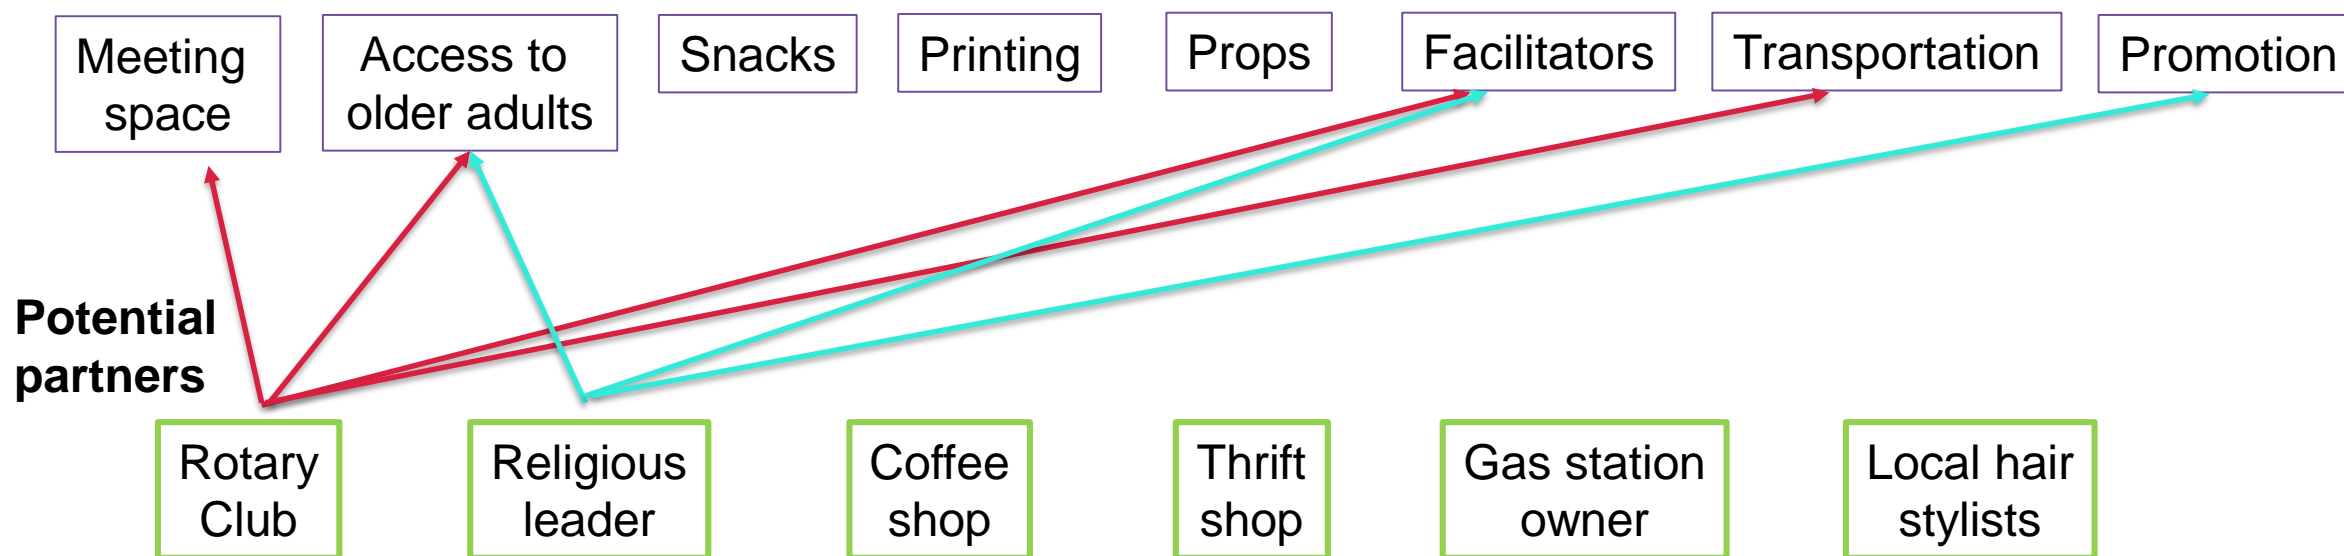 Meeting
space
Access to
older adults
Snacks
Printing
Props
Facilitators
Transportation
Promotion
Potential
partners
Rotary
Club
Religious
leader
Coffee
shop
Thrift
shop
Gas station
owner
Local hair
stylists